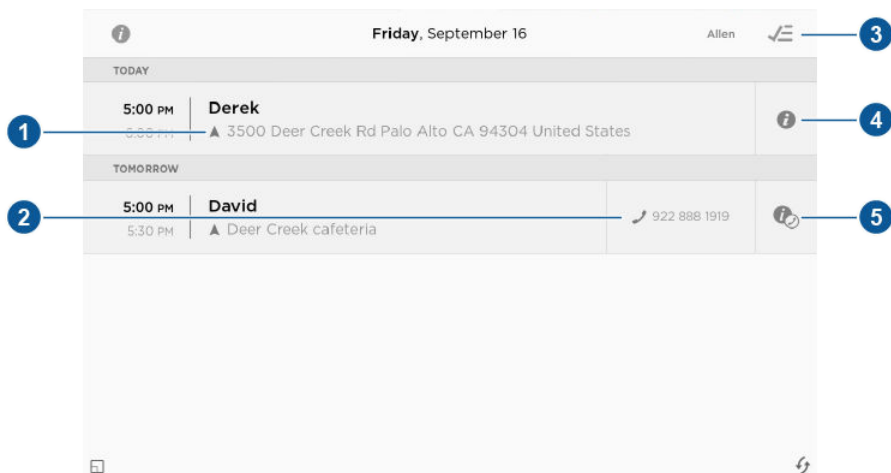 Friday, September 16
Allen
3
TODAY
5:00 PM
Derek
1
3500 Deer Creek Rd Palo Alto CA 94304 United States
4
TOMORROW
5:00 PM
David
2
922 888 1919
5
5:30 PM
Deer Creek cafeteria